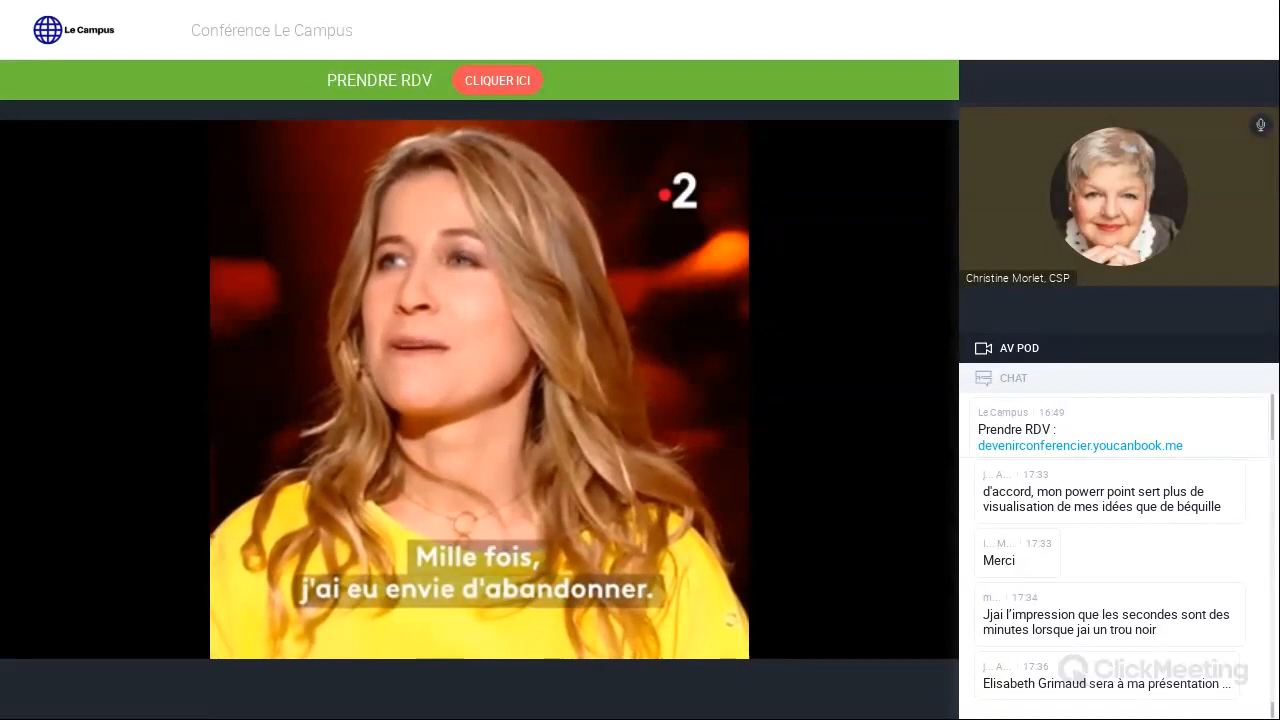 Le Campus
Conférence Le Campus
PRENDRE RDV
CLIQUER ICI
2
Mille fois,
j'ai eu envie d'abandonner.
Christine Morlet, CSP
AV POD
CHAT
Le Campus 16:49
Prendre RDV :
devenirconferencier.youcanbook.me
j... A... 17:33
d'accord, mon powerr point sert plus de
visualisation de mes idées que de béquille
I... M... 17:33
Merci
m... 17:34
Jjai l’impression que les secondes sont des
minutes lorsque jai un trou noir
j... A... 17:36
Elisabeth Grimaud sera à ma présentation ...
ClickMeeting